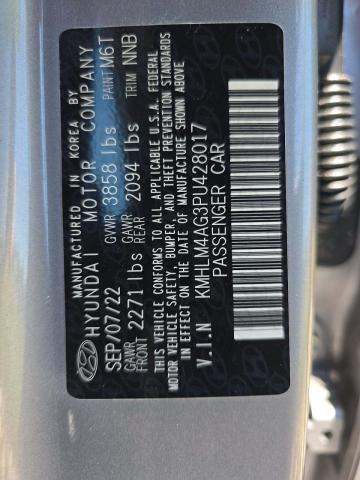 MANUFACTURED IN KOREA BY
HYUNDAI MOTOR COMPANY
SEP/07/22 GVWR 3858 lbs PAINT M6T
GAWR FRONT 2271 lbs GAWR REAR 2094 lbs TRIM NNB
THIS VEHICLE CONFORMS TO ALL APPLICABLE U.S.A. FEDERAL
MOTOR VEHICLE SAFETY, BUMPER, AND THEFT PREVENTION STANDARDS
IN EFFECT ON THE DATE OF MANUFACTURE SHOWN ABOVE
V.I.N KMHLM4AG3PU428017
PASSENGER CAR